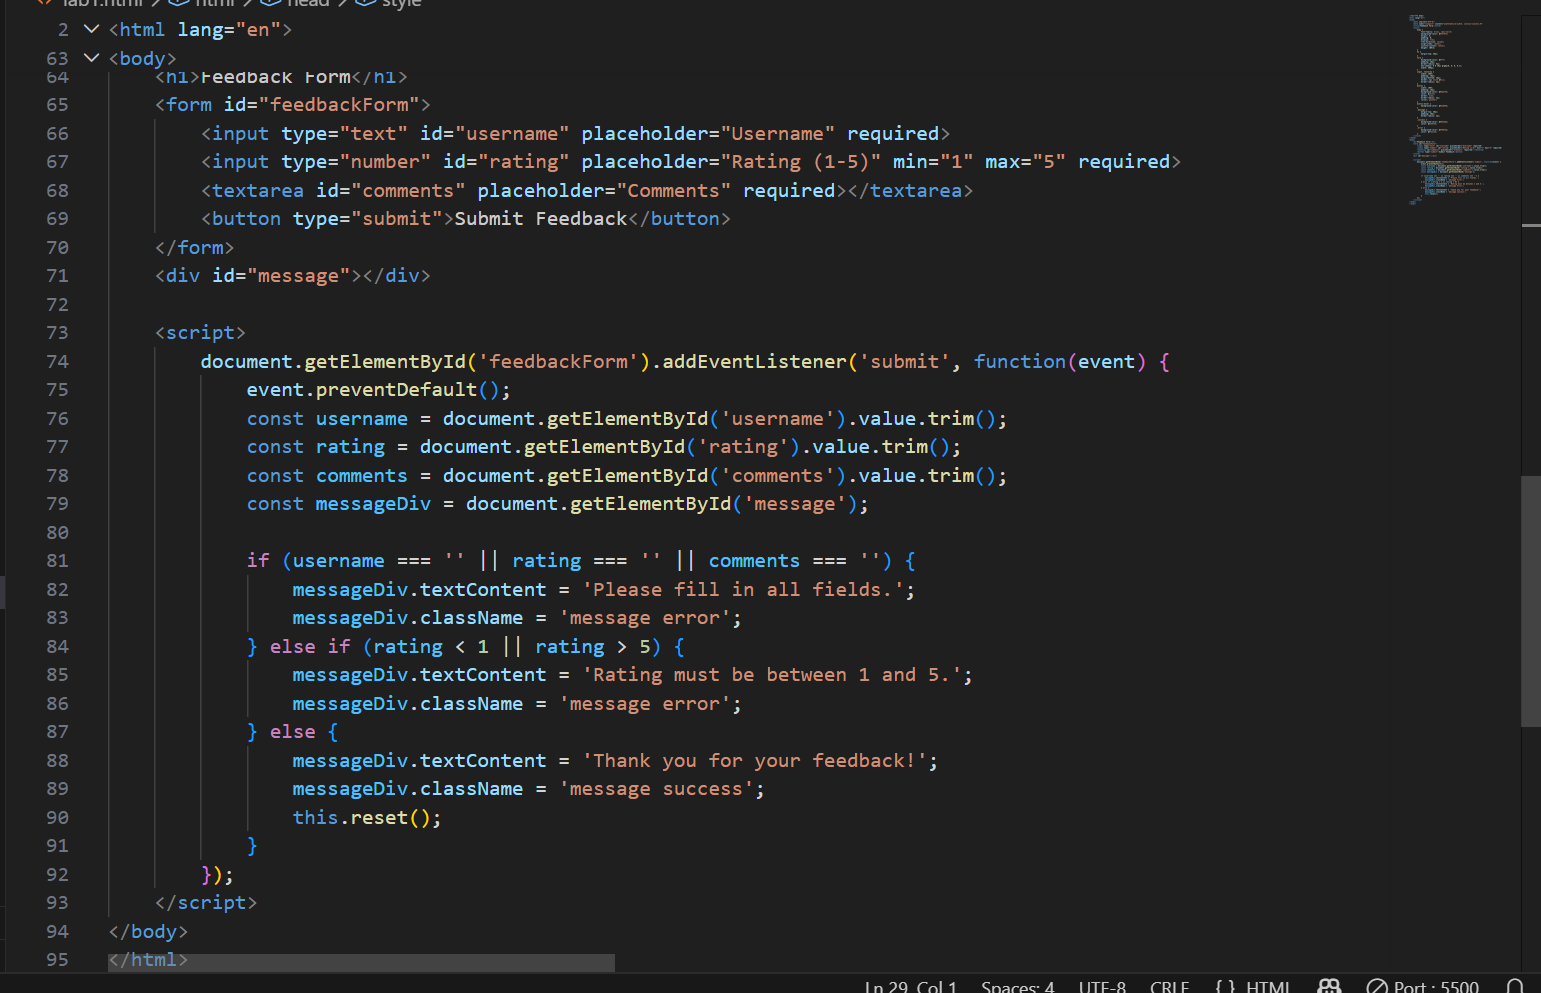 lab1.html > html > head > style
2 <html lang="en">
63 <body>
64 <h1>Feedback Form</h1>
65 <form id="feedbackForm">
66 <input type="text" id="username" placeholder="Username" required>
67 <input type="number" id="rating" placeholder="Rating (1-5)" min="1" max="5" required>
68 <textarea id="comments" placeholder="Comments" required></textarea>
69 <button type="submit">Submit Feedback</button>
70 </form>
71 <div id="message"></div>
72
73 <script>
74 document.getElementById('feedbackForm').addEventListener('submit', function(event) {
75 event.preventDefault();
76 const username = document.getElementById('username').value.trim();
77 const rating = document.getElementById('rating').value.trim();
78 const comments = document.getElementById('comments').value.trim();
79 const messageDiv = document.getElementById('message');
80
81 if (username === '' || rating === '' || comments === '') {
82 messageDiv.textContent = 'Please fill in all fields.';
83 messageDiv.className = 'message error';
84 } else if (rating < 1 || rating > 5) {
85 messageDiv.textContent = 'Rating must be between 1 and 5.';
86 messageDiv.className = 'message error';
87 } else {
88 messageDiv.textContent = 'Thank you for your feedback!';
89 messageDiv.className = 'message success';
90 this.reset();
91 }
92 });
93 </script>
94 </body>
95 </html>
Ln 29, Col 1 Spaces: 4 UTF-8 CRLF { } HTML Port : 5500